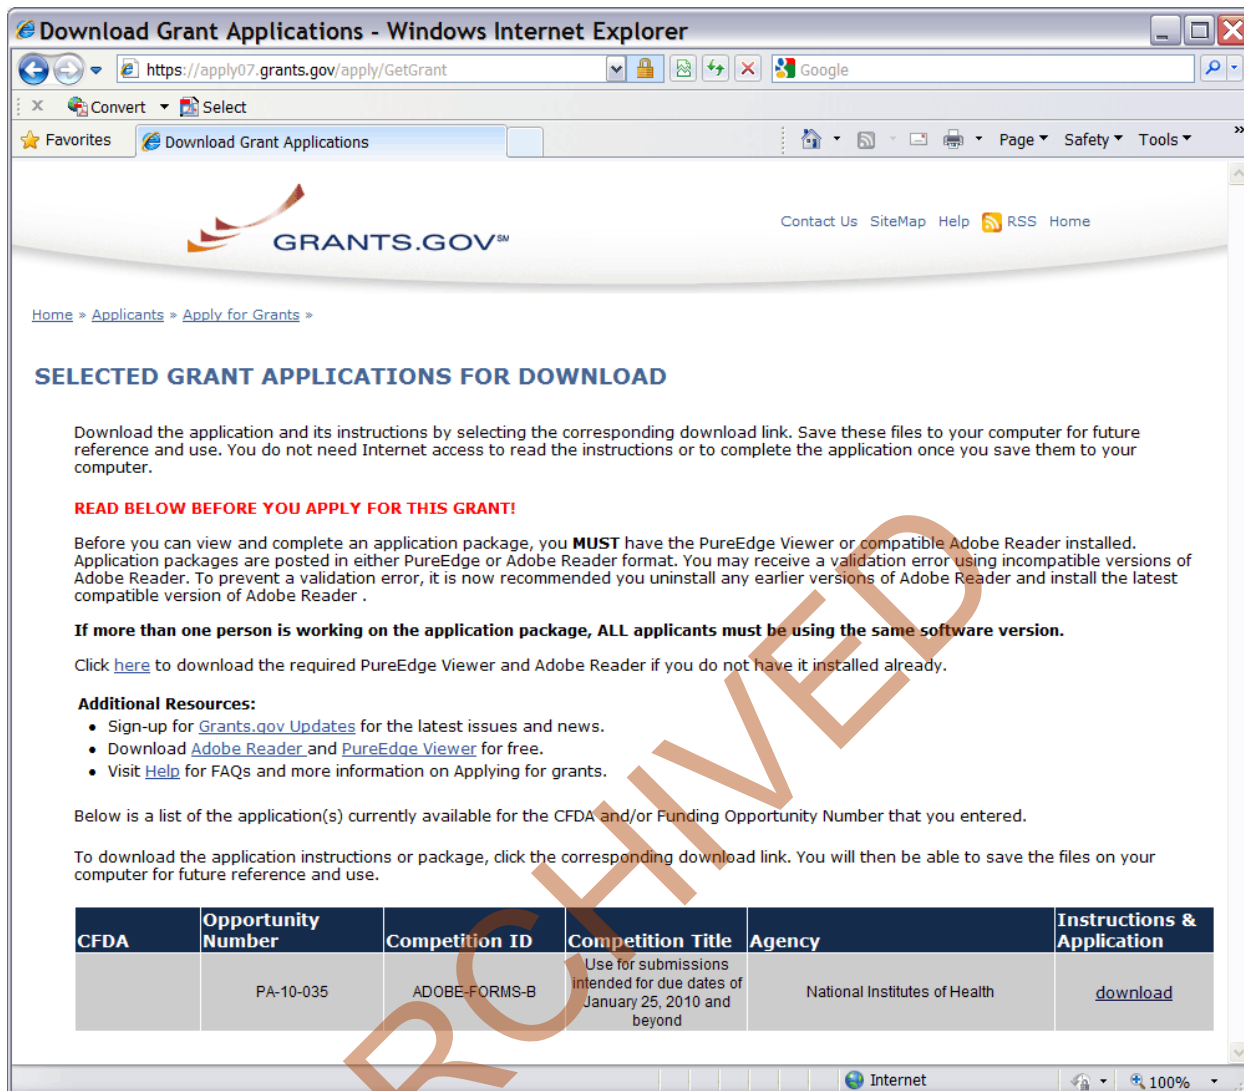 Download Grant Applications - Windows Internet Explorer
https://apply07.grants.gov/apply/GetGrant
Google
x Convert Select
Favorites Download Grant Applications Page Safety Tools »
GRANTS.GOV℠
Contact Us SiteMap Help RSS Home
Home » Applicants » Apply for Grants »
SELECTED GRANT APPLICATIONS FOR DOWNLOAD
Download the application and its instructions by selecting the corresponding download link. Save these files to your computer for future
reference and use. You do not need Internet access to read the instructions or to complete the application once you save them to your
computer.
READ BELOW BEFORE YOU APPLY FOR THIS GRANT!
Before you can view and complete an application package, you MUST have the PureEdge Viewer or compatible Adobe Reader installed.
Application packages are posted in either PureEdge or Adobe Reader format. You may receive a validation error using incompatible versions of
Adobe Reader. To prevent a validation error, it is now recommended you uninstall any earlier versions of Adobe Reader and install the latest
compatible version of Adobe Reader .
If more than one person is working on the application package, ALL applicants must be using the same software version.
Click here to download the required PureEdge Viewer and Adobe Reader if you do not have it installed already.
Additional Resources:
• Sign-up for Grants.gov Updates for the latest issues and news.
• Download Adobe Reader and PureEdge Viewer for free.
• Visit Help for FAQs and more information on Applying for grants.
Below is a list of the application(s) currently available for the CFDA and/or Funding Opportunity Number that you entered.
To download the application instructions or package, click the corresponding download link. You will then be able to save the files on your
computer for future reference and use.
CFDA Opportunity Number Competition ID Competition Title Agency Instructions & Application
PA-10-035 ADOBE-FORMS-B Use for submissions
intended for due dates of
January 25, 2010 and
beyond
National Institutes of Health download
RCHIVED
Internet 100%